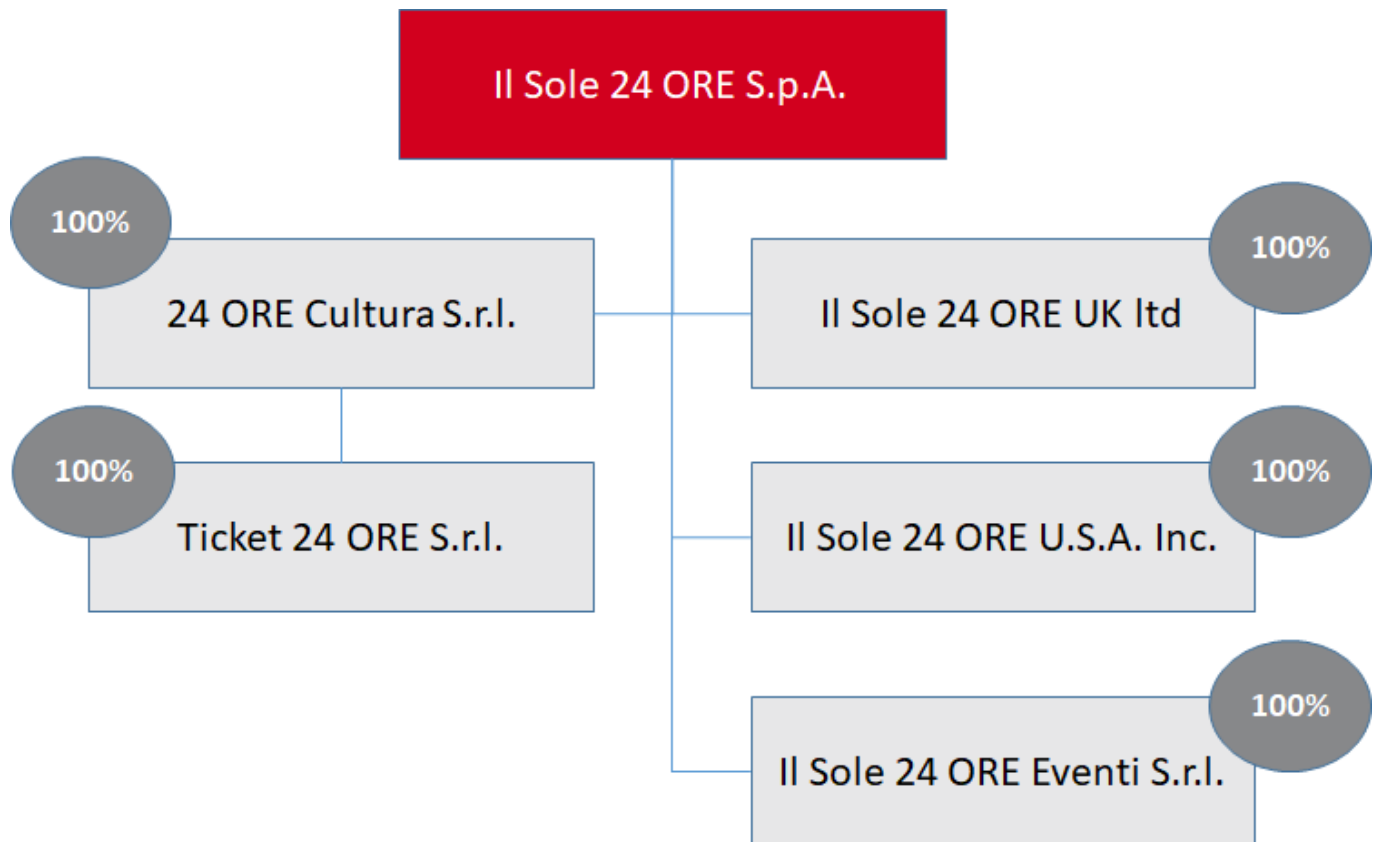 Il Sole 24 ORE S.p.A.
100%
24 ORE Cultura S.r.l.
100%
Il Sole 24 ORE UK ltd
100%
Ticket 24 ORE S.r.l.
100%
Il Sole 24 ORE U.S.A. Inc.
100%
Il Sole 24 ORE Eventi S.r.l.